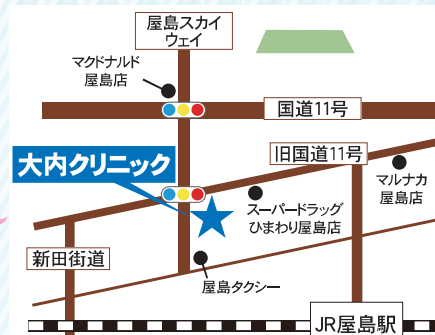 屋島スカイ
ウェイ
マクドナルド
屋島店
国道11号
旧国道11号
大内クリニック
マルナカ
屋島店
スーパードラッグ
ひまわり屋島店
新田街道
屋島タクシー
JR屋島駅